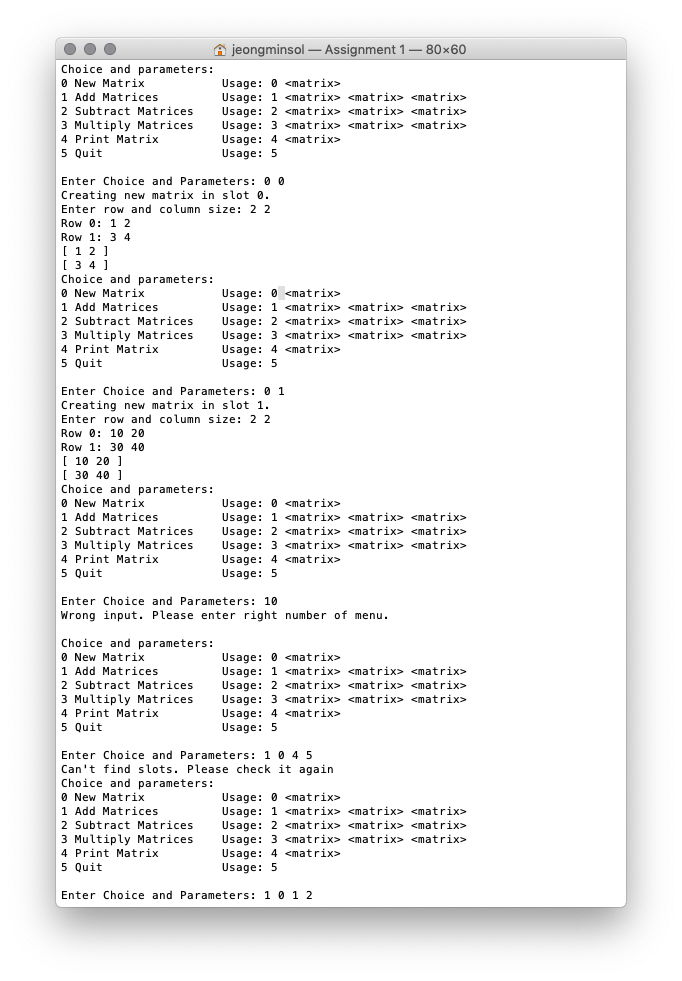 jeongminsol — Assignment 1 — 80×60
Choice and parameters:
0 New Matrix Usage: 0 <matrix>
1 Add Matrices Usage: 1 <matrix> <matrix> <matrix>
2 Subtract Matrices Usage: 2 <matrix> <matrix> <matrix>
3 Multiply Matrices Usage: 3 <matrix> <matrix> <matrix>
4 Print Matrix Usage: 4 <matrix>
5 Quit Usage: 5
Enter Choice and Parameters: 0 0
Creating new matrix in slot 0.
Enter row and column size: 2 2
Row 0: 1 2
Row 1: 3 4
[ 1 2 ]
[ 3 4 ]
Choice and parameters:
0 New Matrix Usage: 0 <matrix>
1 Add Matrices Usage: 1 <matrix> <matrix> <matrix>
2 Subtract Matrices Usage: 2 <matrix> <matrix> <matrix>
3 Multiply Matrices Usage: 3 <matrix> <matrix> <matrix>
4 Print Matrix Usage: 4 <matrix>
5 Quit Usage: 5
Enter Choice and Parameters: 0 1
Creating new matrix in slot 1.
Enter row and column size: 2 2
Row 0: 10 20
Row 1: 30 40
[ 10 20 ]
[ 30 40 ]
Choice and parameters:
0 New Matrix Usage: 0 <matrix>
1 Add Matrices Usage: 1 <matrix> <matrix> <matrix>
2 Subtract Matrices Usage: 2 <matrix> <matrix> <matrix>
3 Multiply Matrices Usage: 3 <matrix> <matrix> <matrix>
4 Print Matrix Usage: 4 <matrix>
5 Quit Usage: 5
Enter Choice and Parameters: 10
Wrong input. Please enter right number of menu.
Choice and parameters:
0 New Matrix Usage: 0 <matrix>
1 Add Matrices Usage: 1 <matrix> <matrix> <matrix>
2 Subtract Matrices Usage: 2 <matrix> <matrix> <matrix>
3 Multiply Matrices Usage: 3 <matrix> <matrix> <matrix>
4 Print Matrix Usage: 4 <matrix>
5 Quit Usage: 5
Enter Choice and Parameters: 1 0 4 5
Can't find slots. Please check it again
Choice and parameters:
0 New Matrix Usage: 0 <matrix>
1 Add Matrices Usage: 1 <matrix> <matrix> <matrix>
2 Subtract Matrices Usage: 2 <matrix> <matrix> <matrix>
3 Multiply Matrices Usage: 3 <matrix> <matrix> <matrix>
4 Print Matrix Usage: 4 <matrix>
5 Quit Usage: 5
Enter Choice and Parameters: 1 0 1 2